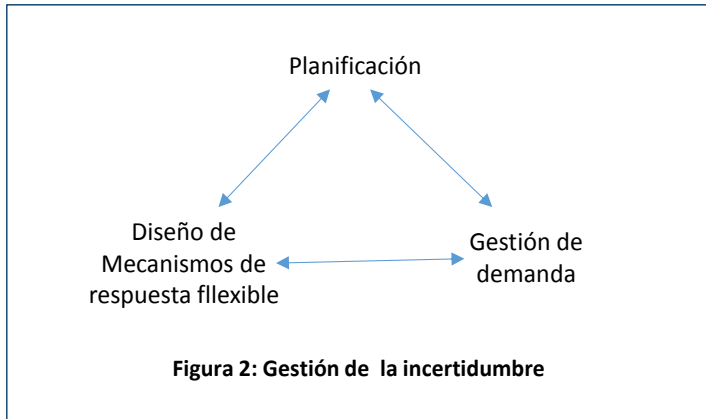 Planificación
Diseño de
Mecanismos de
respuesta fllexible
Gestión de
demanda
Figura 2: Gestión de  la incertidumbre